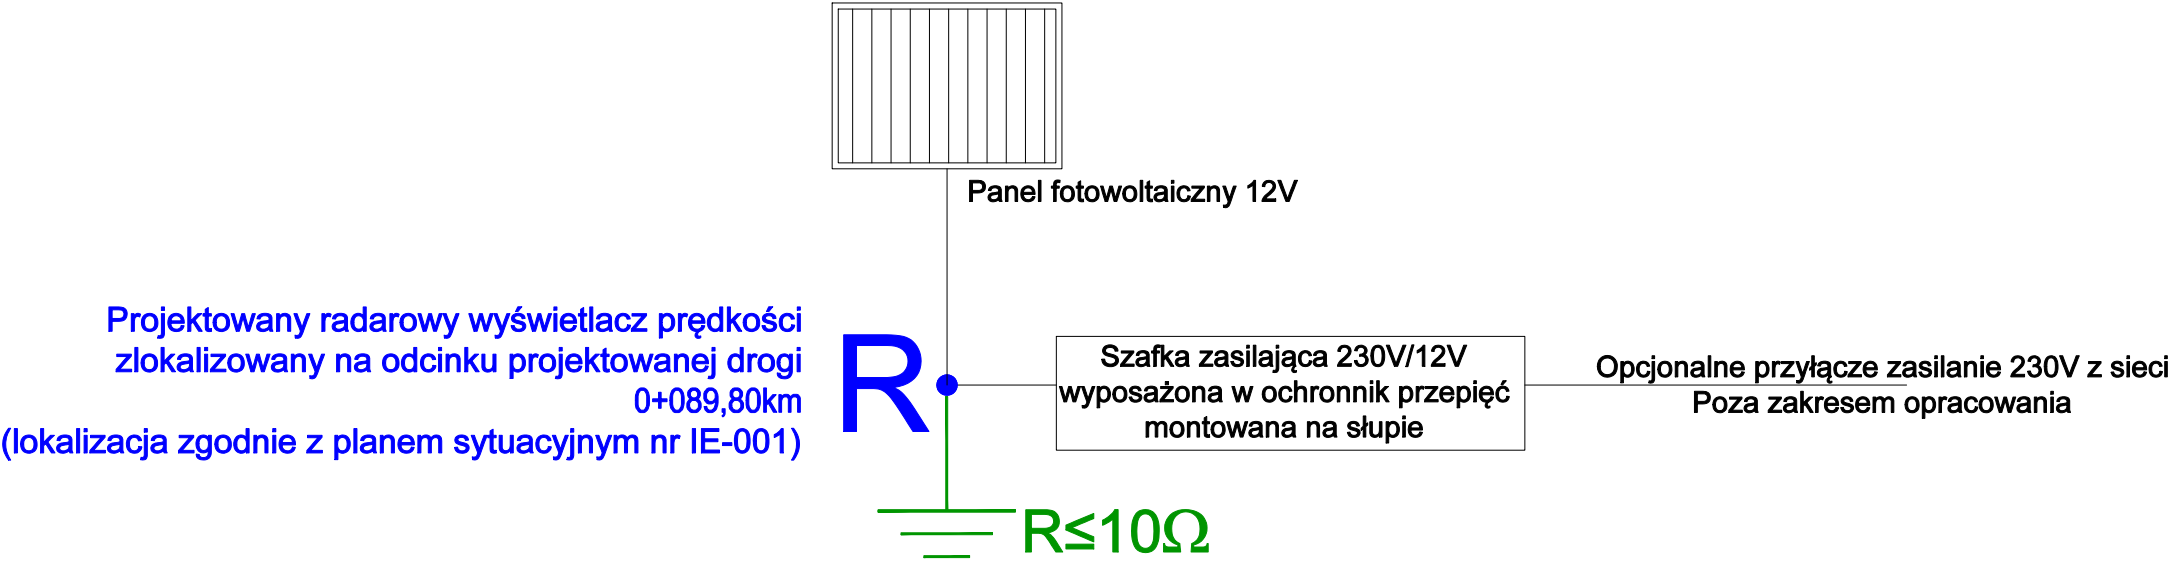 Panel fotowoltaiczny 12V
Projektowany radarowy wyświetlacz prędkości
zlokalizowany na odcinku projektowanej drogi
0+089,80km
(lokalizacja zgodnie z planem sytuacyjnym nr IE-001)
R
Szafka zasilająca 230V/12V
wyposażona w ochronnik przepięć
montowana na słupie
Opcjonalne przyłącze zasilanie 230V z sieci
Poza zakresem opracowania
R≤10Ω